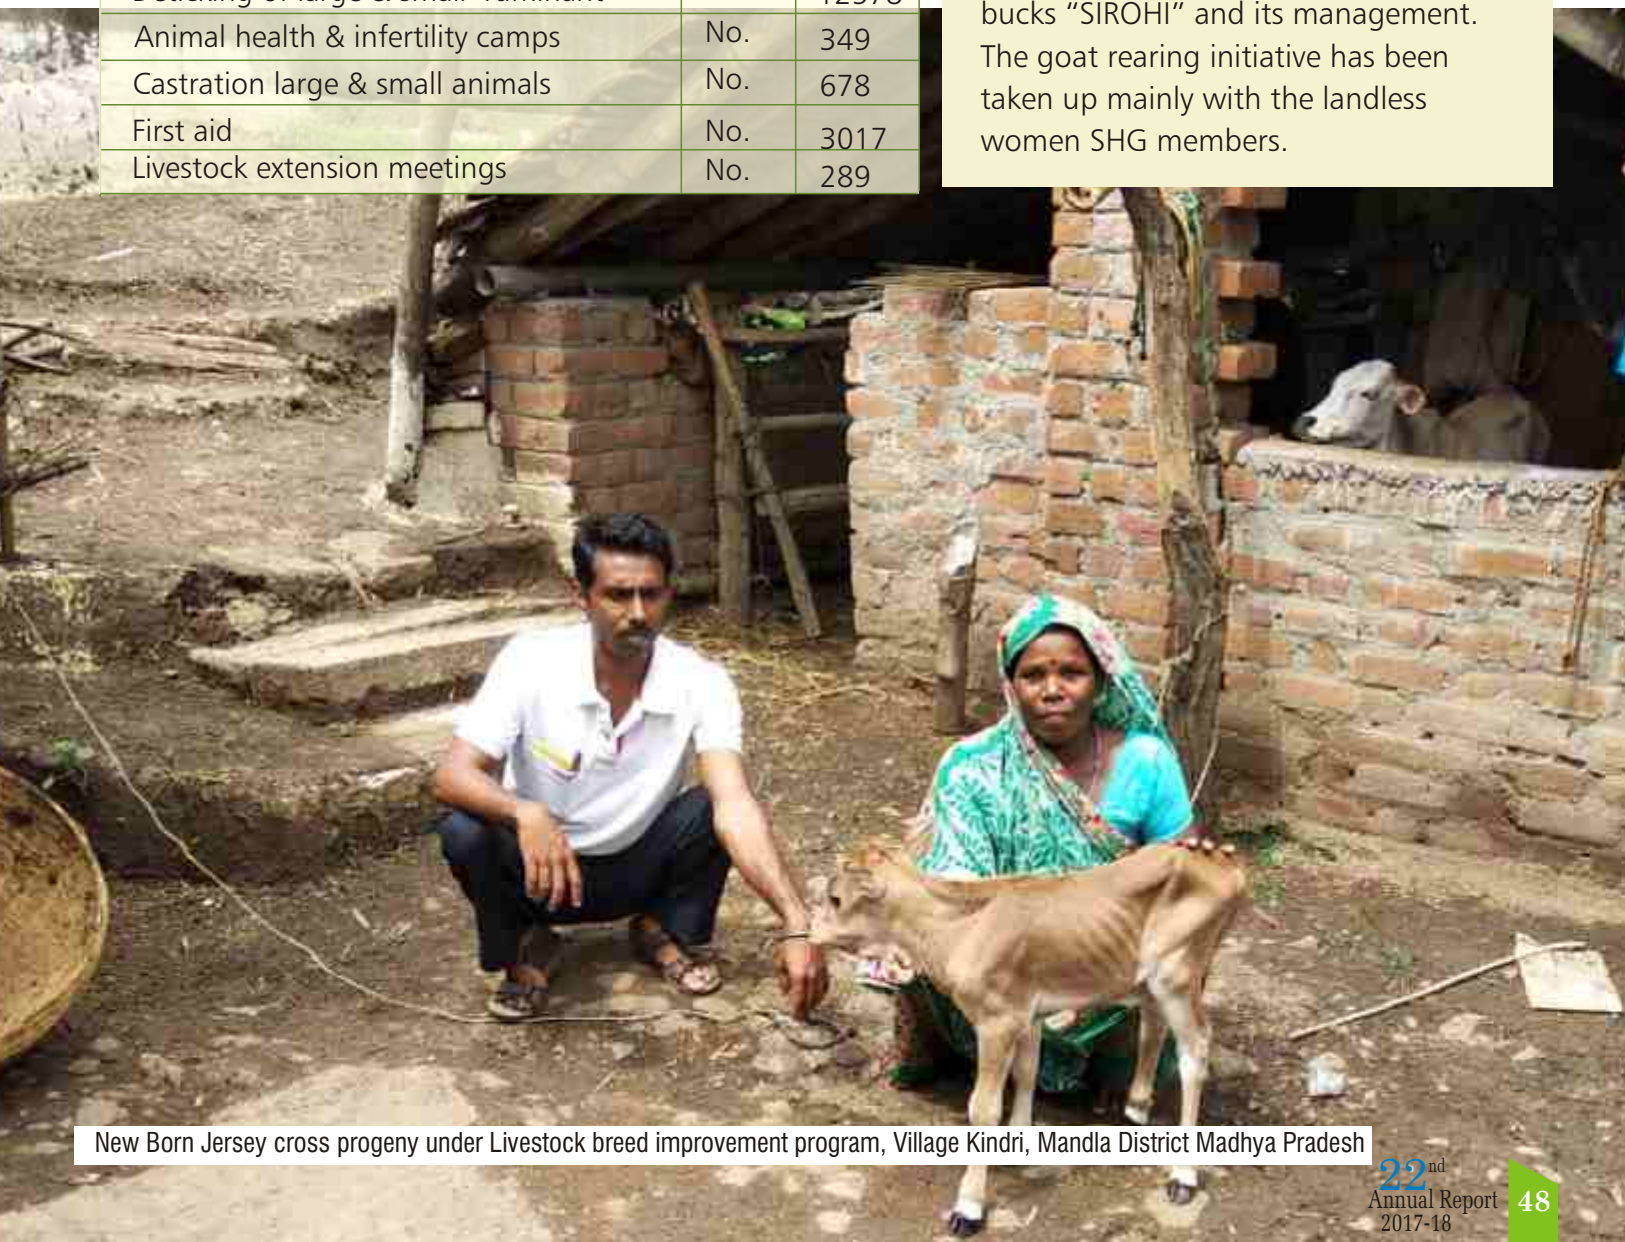 Animal health & infertility camps No. 349
Castration large & small animals No. 678
First aid No. 3017
Livestock extension meetings No. 289
bucks “SIROHI” and its management.
The goat rearing initiative has been
taken up mainly with the landless
women SHG members.
New Born Jersey cross progeny under Livestock breed improvement program, Village Kindri, Mandla District Madhya Pradesh
22nd
Annual Report
2017-18
48